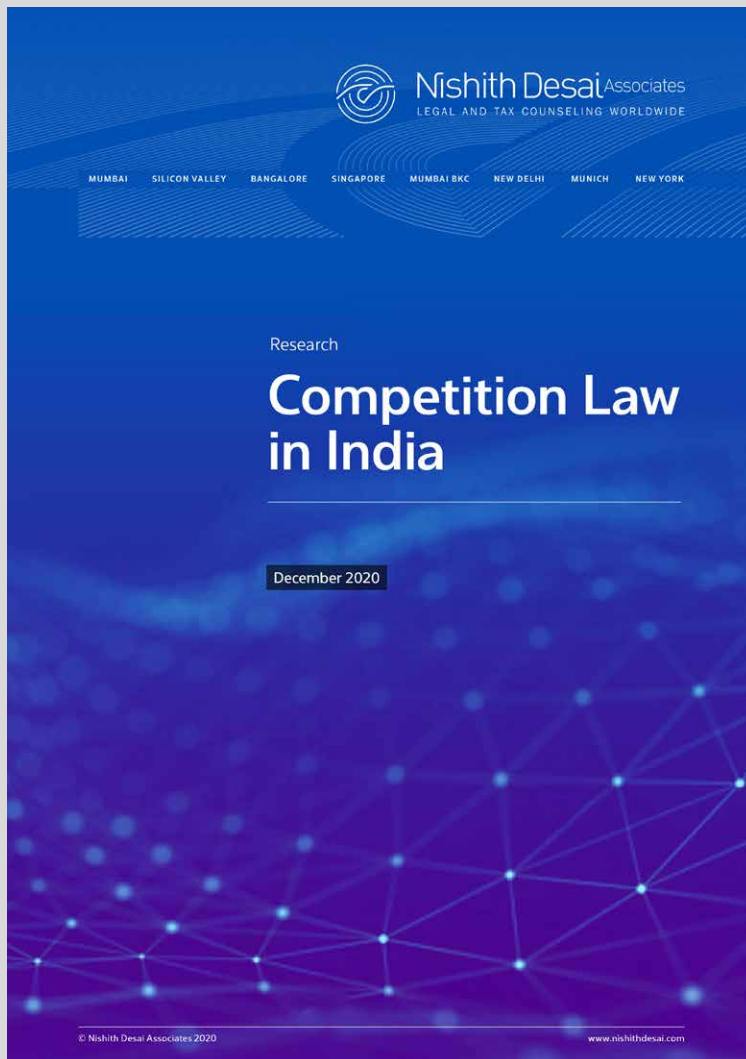 Nishith Desai Associates
LEGAL AND TAX COUNSELING WORLDWIDE
MUMBAI SILICON VALLEY BANGALORE SINGAPORE MUMBAI BKC NEW DELHI MUNICH NEW YORK
Research
Competition Law
in India
December 2020
© Nishith Desai Associates 2020 www.nishithdesai.com